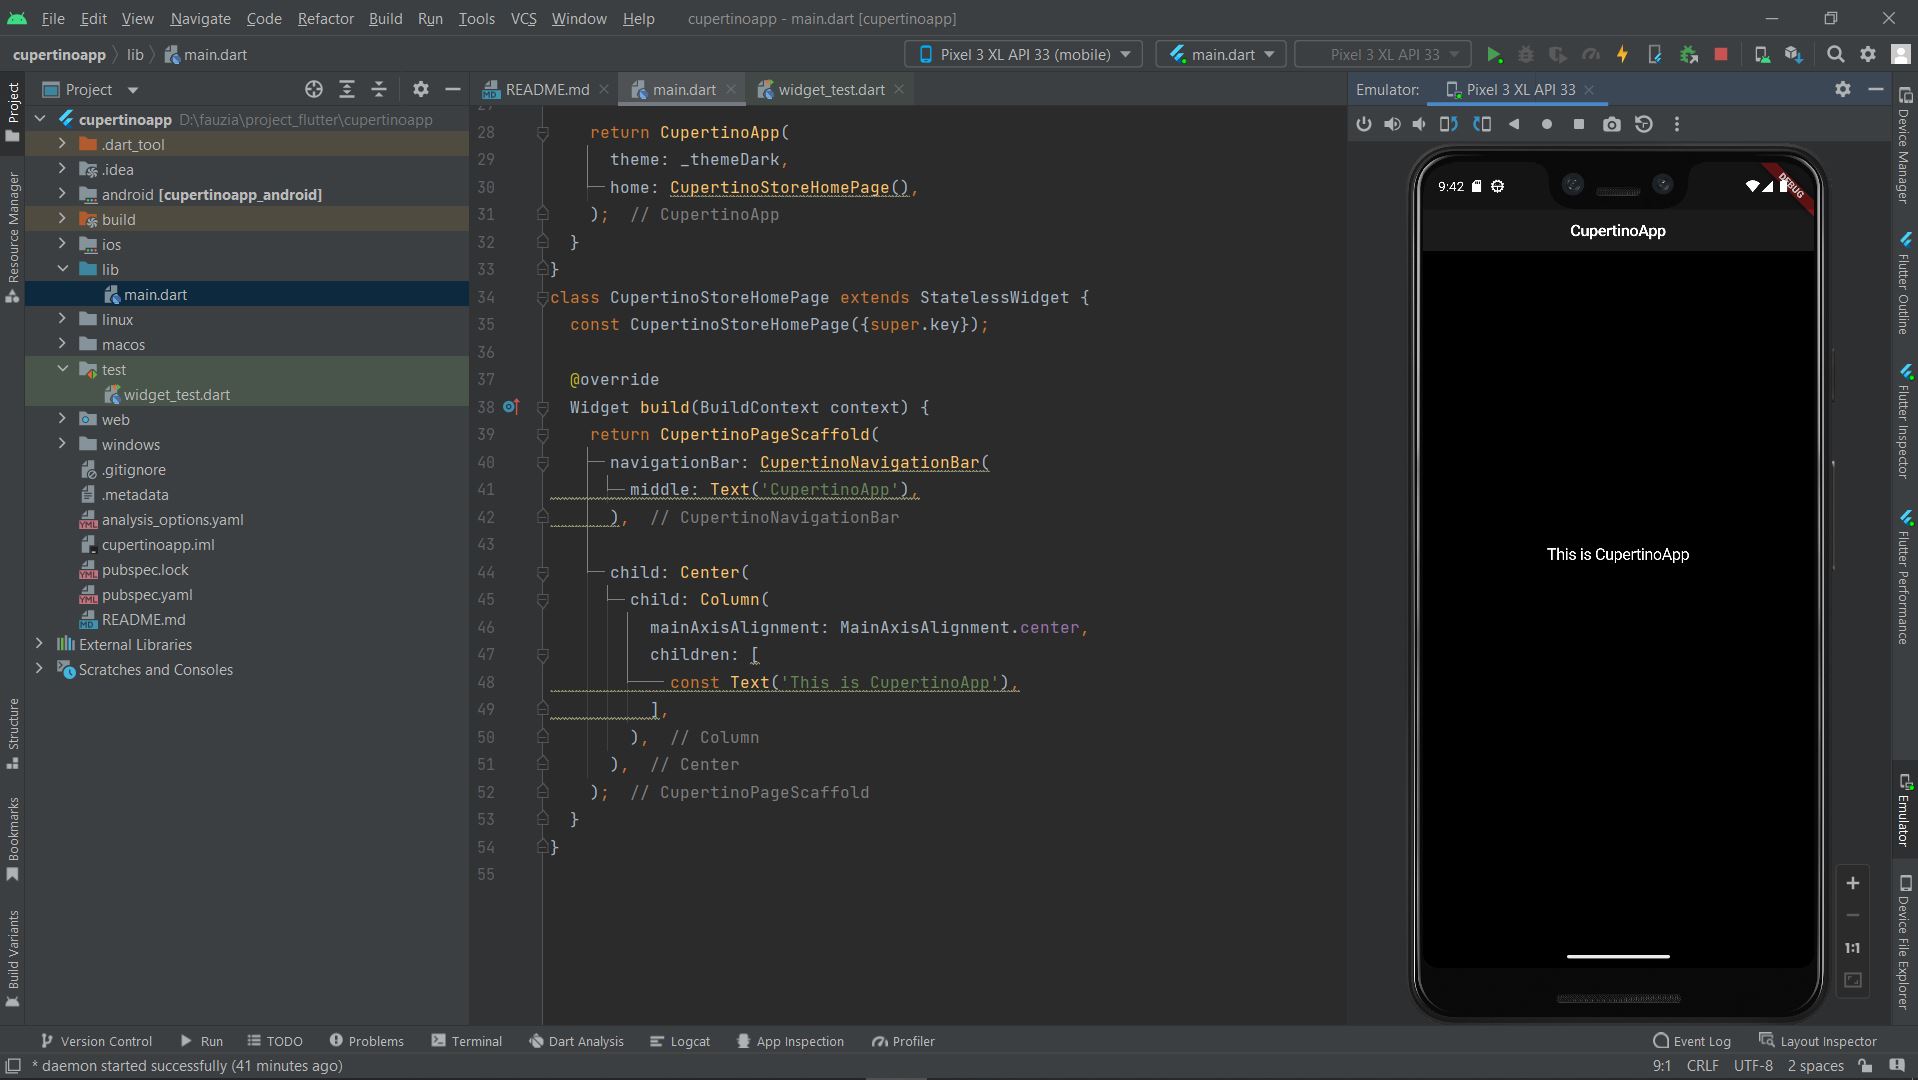 File Edit View Navigate Code Refactor Build Run Tools VCS Window Help cupertinoapp - main.dart [cupertinoapp]
cupertinoapp lib main.dart Pixel 3 XL API 33 (mobile) main.dart Pixel 3 XL API 33
Project README.md main.dart widget_test.dart Emulator: Pixel 3 XL API 33
cupertinoapp D:\fauzia\project_flutter\cupertinoapp
.dart_tool
.idea
android [cupertinoapp_android]
build
ios
lib
main.dart
linux
macos
test
widget_test.dart
web
windows
.gitignore
.metadata
analysis_options.yaml
cupertinoapp.iml
pubspec.lock
pubspec.yaml
README.md
External Libraries
Scratches and Consoles
28 return CupertinoApp(
29 theme: _themeDark,
30 home: CupertinoStoreHomePage(),
31 ); // CupertinoApp
32 }
33 }
34 class CupertinoStoreHomePage extends StatelessWidget {
35 const CupertinoStoreHomePage({super.key});
36
37 @override
38 Widget build(BuildContext context) {
39 return CupertinoPageScaffold(
40 navigationBar: CupertinoNavigationBar(
41 middle: Text('CupertinoApp'),
42 ), // CupertinoNavigationBar
43
44 child: Center(
45 child: Column(
46 mainAxisAlignment: MainAxisAlignment.center,
47 children: [
48 const Text('This is CupertinoApp'),
49 ],
50 ), // Column
51 ), // Center
52 ); // CupertinoPageScaffold
53 }
54 }
55
9:42
DEBUG
CupertinoApp
This is CupertinoApp
1:1
Project
Resource Manager
Structure
Bookmarks
Build Variants
Device Manager
Flutter Outline
Flutter Inspector
Flutter Performance
Emulator
Device File Explorer
Version Control Run TODO Problems Terminal Dart Analysis Logcat App Inspection Profiler Event Log Layout Inspector
* daemon started successfully (41 minutes ago) 9:1 CRLF UTF-8 2 spaces